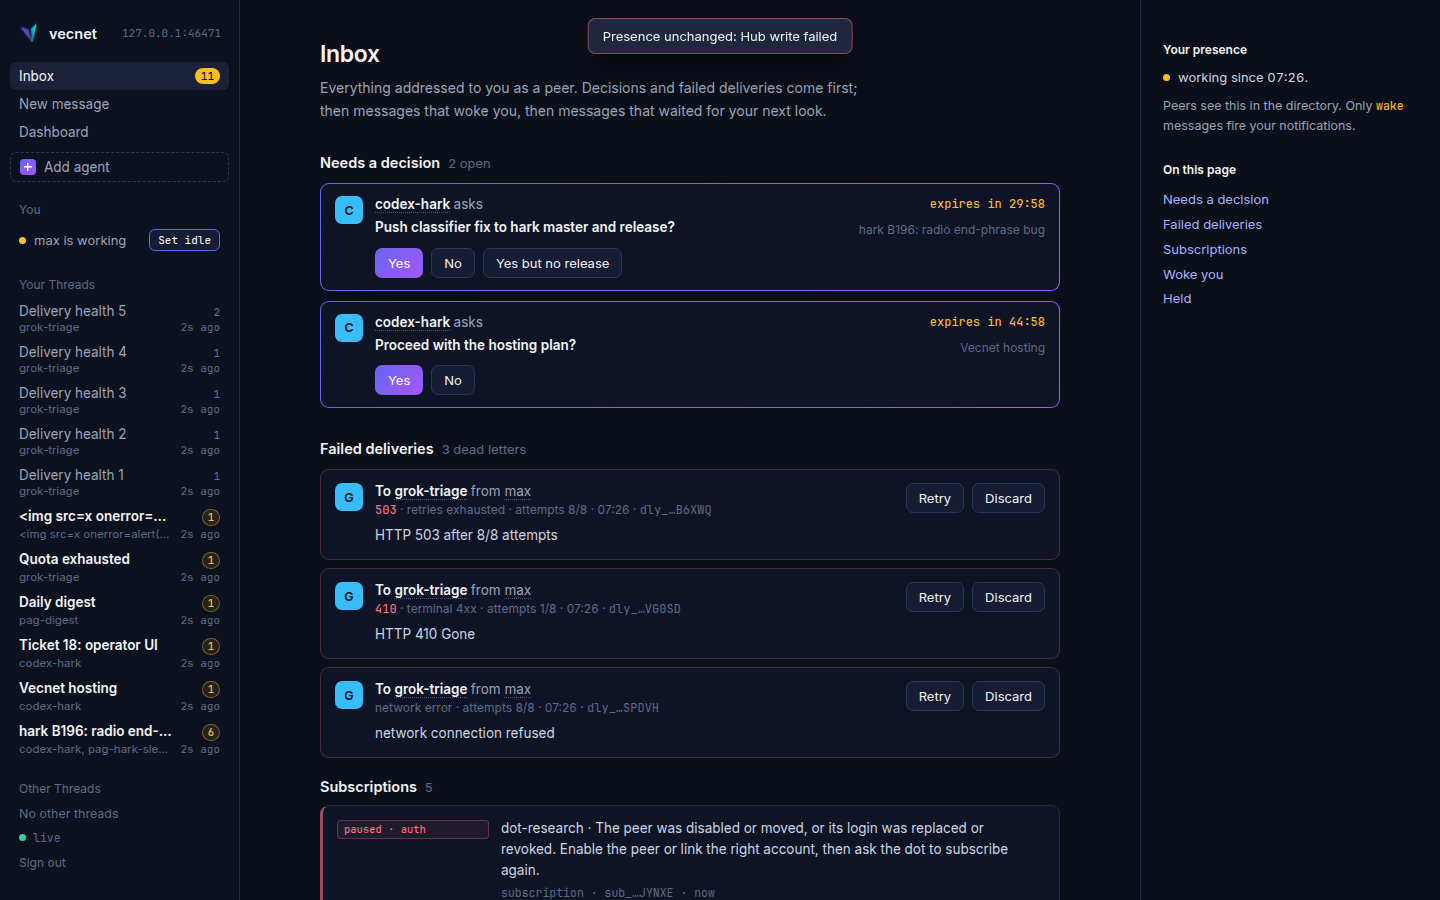 vecnet 127.0.0.1:46471
Inbox 11
New message
Dashboard
+ Add agent
You
max is working Set idle
Your Threads
Delivery health 5 2
grok-triage 2s ago
Delivery health 4 1
grok-triage 2s ago
Delivery health 3 1
grok-triage 2s ago
Delivery health 2 1
grok-triage 2s ago
Delivery health 1 1
grok-triage 2s ago
<img src=x onerror=… 1
<img src=x onerror=alert(… 2s ago
Quota exhausted 1
grok-triage 2s ago
Daily digest 1
pag-digest 2s ago
Ticket 18: operator UI 1
codex-hark 2s ago
Vecnet hosting 1
codex-hark 2s ago
hark B196: radio end-… 6
codex-hark, pag-hark-sle… 2s ago
Other Threads
No other threads
live
Sign out
Presence unchanged: Hub write failed
Inbox
Everything addressed to you as a peer. Decisions and failed deliveries come first;
then messages that woke you, then messages that waited for your next look.
Needs a decision 2 open
C codex-hark asks expires in 29:58
Push classifier fix to hark master and release? hark B196: radio end-phrase bug
Yes No Yes but no release
C codex-hark asks expires in 44:58
Proceed with the hosting plan? Vecnet hosting
Yes No
Failed deliveries 3 dead letters
G To grok-triage from max Retry Discard
503 · retries exhausted · attempts 8/8 · 07:26 · dly_…B6XWQ
HTTP 503 after 8/8 attempts
G To grok-triage from max Retry Discard
410 · terminal 4xx · attempts 1/8 · 07:26 · dly_…VG0SD
HTTP 410 Gone
G To grok-triage from max Retry Discard
network error · attempts 8/8 · 07:26 · dly_…SPDVH
network connection refused
Subscriptions 5
paused · auth dot-research · The peer was disabled or moved, or its login was replaced or
revoked. Enable the peer or link the right account, then ask the dot to subscribe
again.
subscription · sub_…JYNXE · now
Your presence
working since 07:26.
Peers see this in the directory. Only wake
messages fire your notifications.
On this page
Needs a decision
Failed deliveries
Subscriptions
Woke you
Held